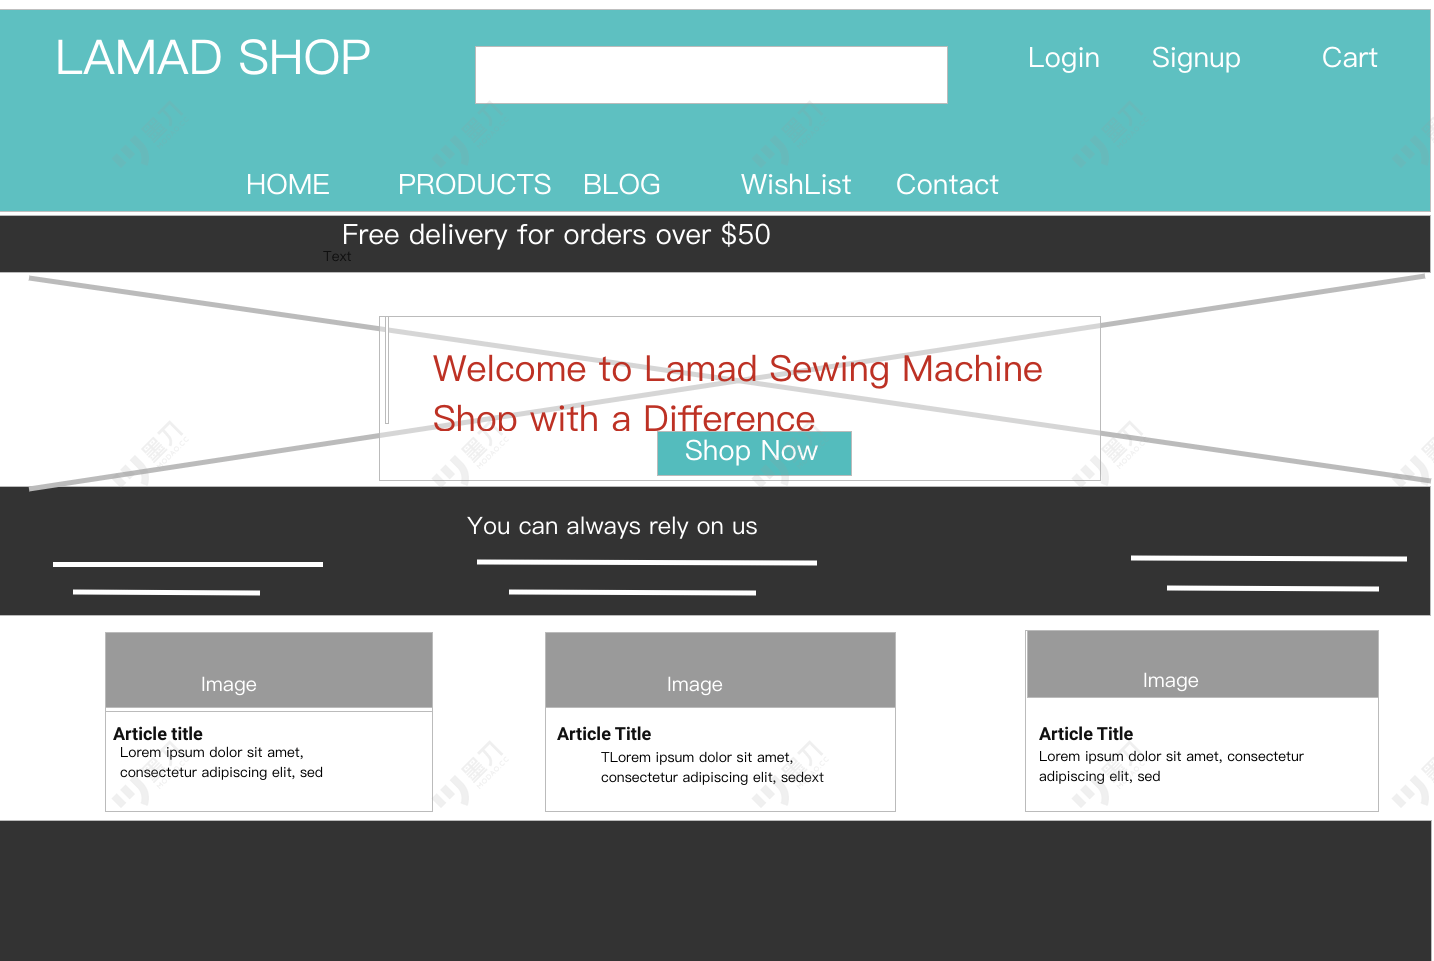 LAMAD SHOP
Login Signup Cart
HOME PRODUCTS BLOG WishList Contact
Free delivery for orders over $50
Text
Welcome to Lamad Sewing Machine
Shop with a Difference
Shop Now
You can always rely on us
Image Image Image
Article title
Lorem ipsum dolor sit amet,
consectetur adipiscing elit, sed
Article Title
TLorem ipsum dolor sit amet,
consectetur adipiscing elit, sedext
Article Title
Lorem ipsum dolor sit amet, consectetur
adipiscing elit, sed
墨刀